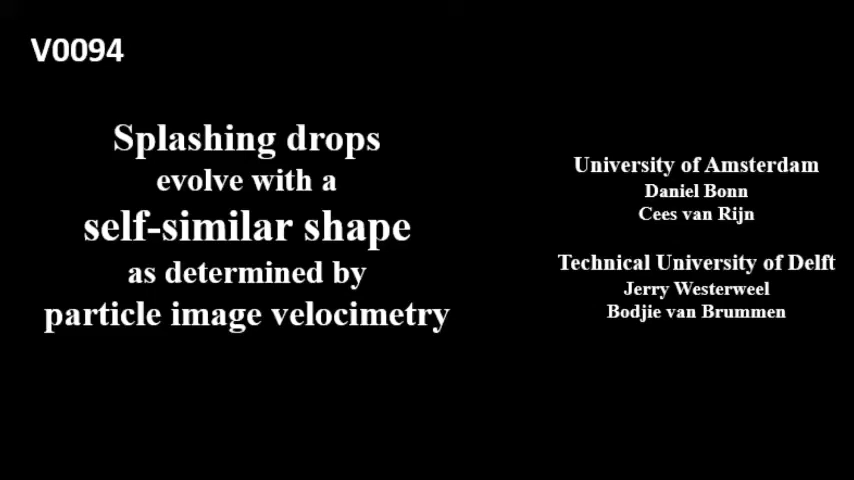 V0094
Splashing drops
evolve with a
self-similar shape
as determined by
particle image velocimetry
University of Amsterdam
Daniel Bonn
Cees van Rijn
Technical University of Delft
Jerry Westerweel
Bodjie van Brummen